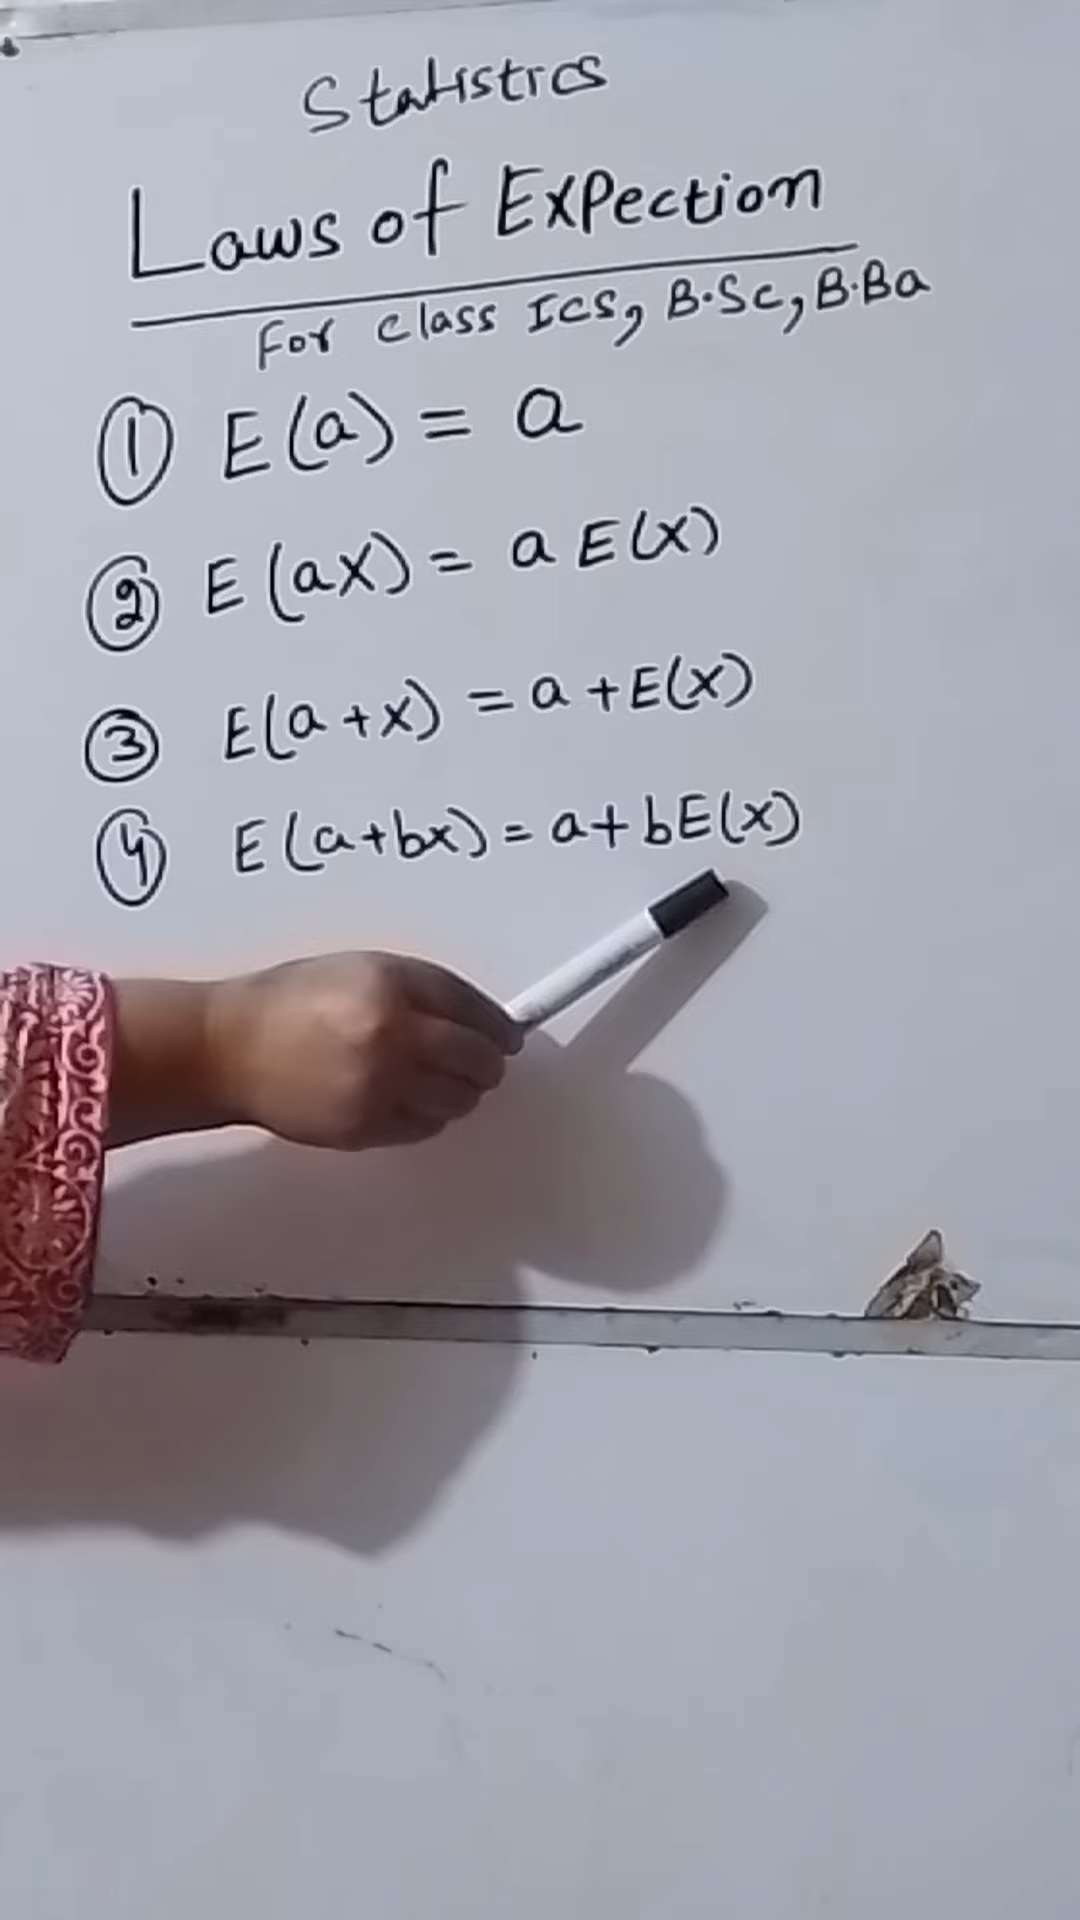 Statistics
Laws of Expection
For class ICS, B.Sc, B.Ba
① E(a) = a
② E(ax) = a E(x)
③ E(a+x) = a +E(x)
④ E(a+bx) = a+bE(x)